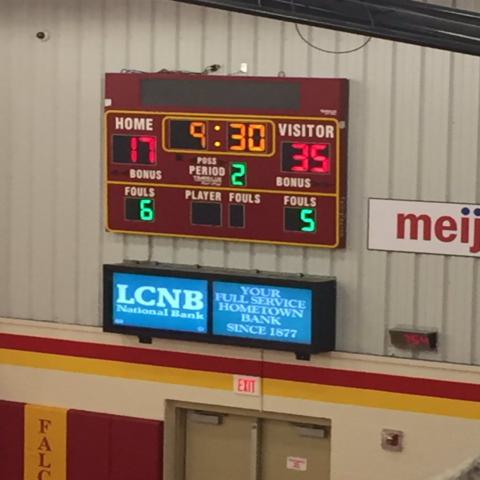 HOME
9:30
VISITOR
17
35
POSS
PERIOD
2
BONUS
BONUS
FOULS
PLAYER FOULS
FOULS
6
5
meij
LCNB
National Bank
YOUR
FULL SERVICE
HOMETOWN
BANK
SINCE 1877
EXIT
FALC